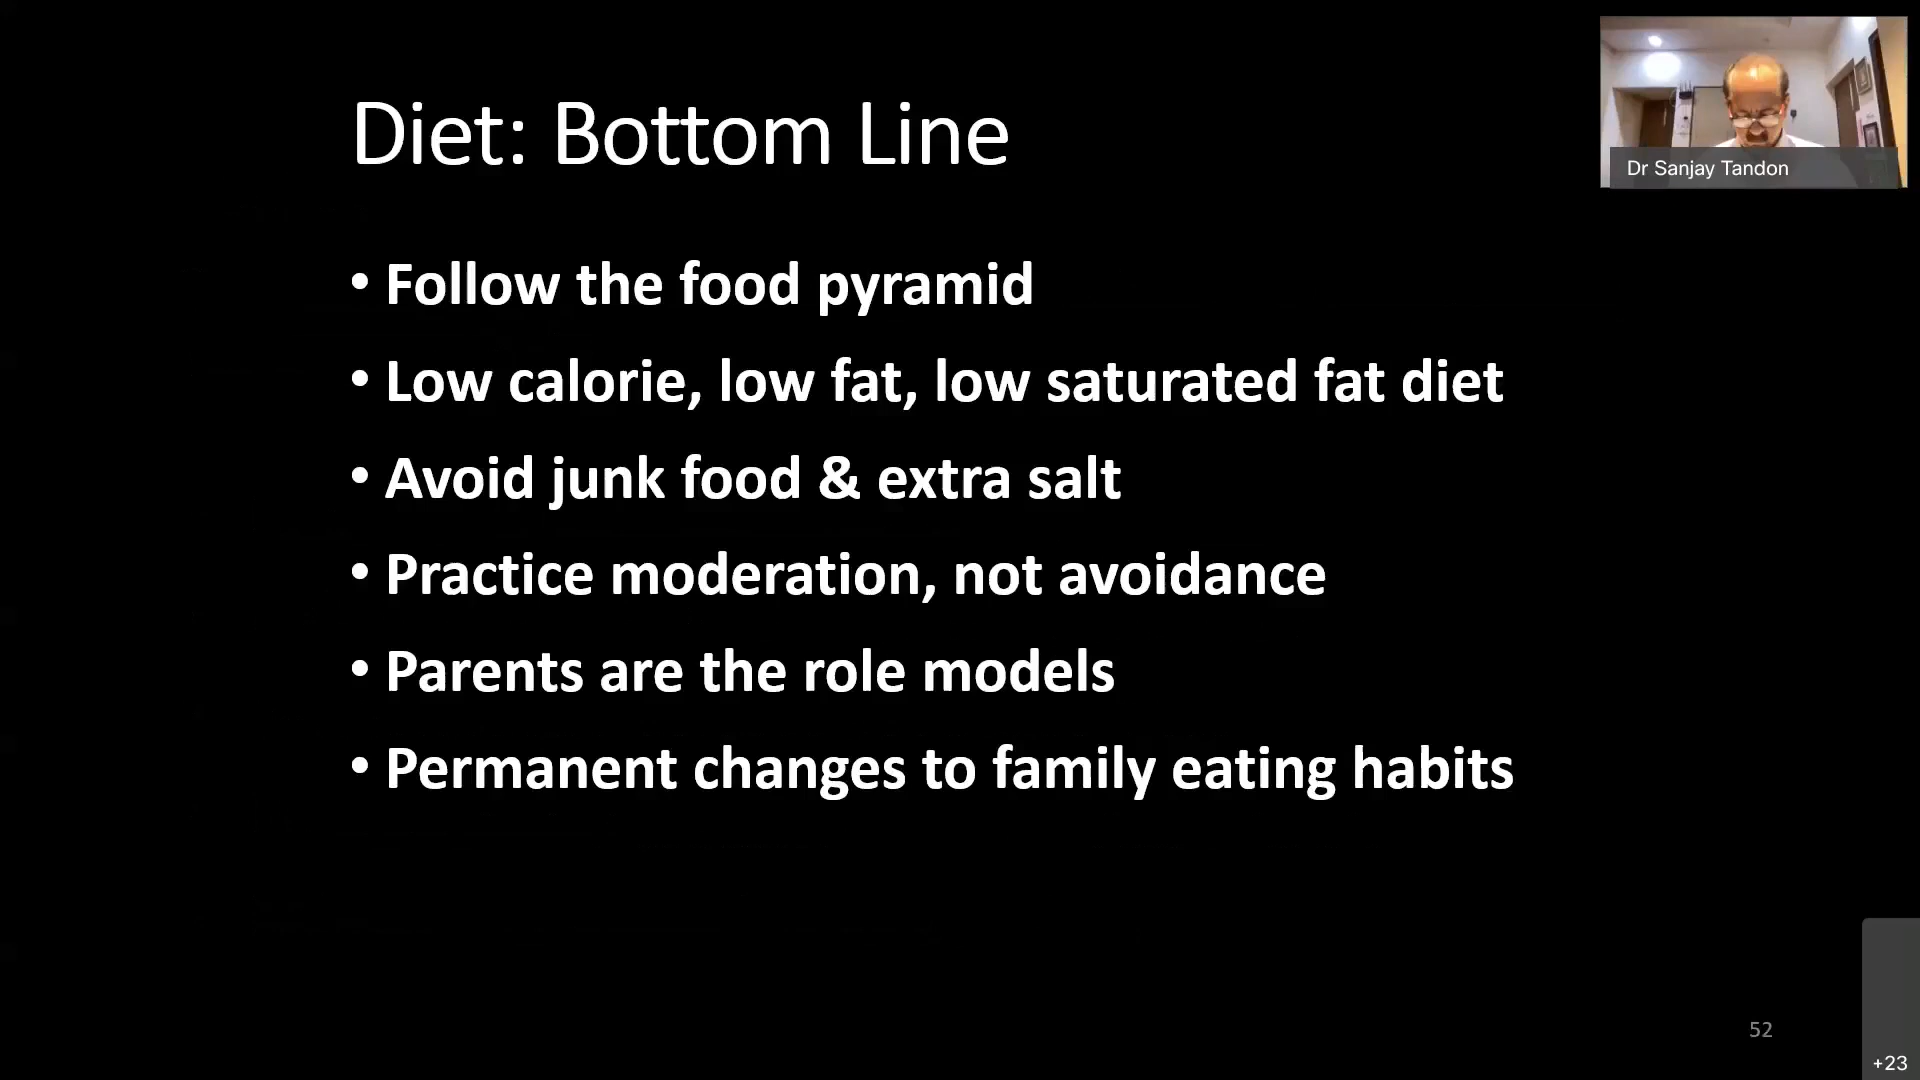 Diet: Bottom Line
Dr Sanjay Tandon
• Follow the food pyramid
• Low calorie, low fat, low saturated fat diet
• Avoid junk food & extra salt
• Practice moderation, not avoidance
• Parents are the role models
• Permanent changes to family eating habits
52
+23